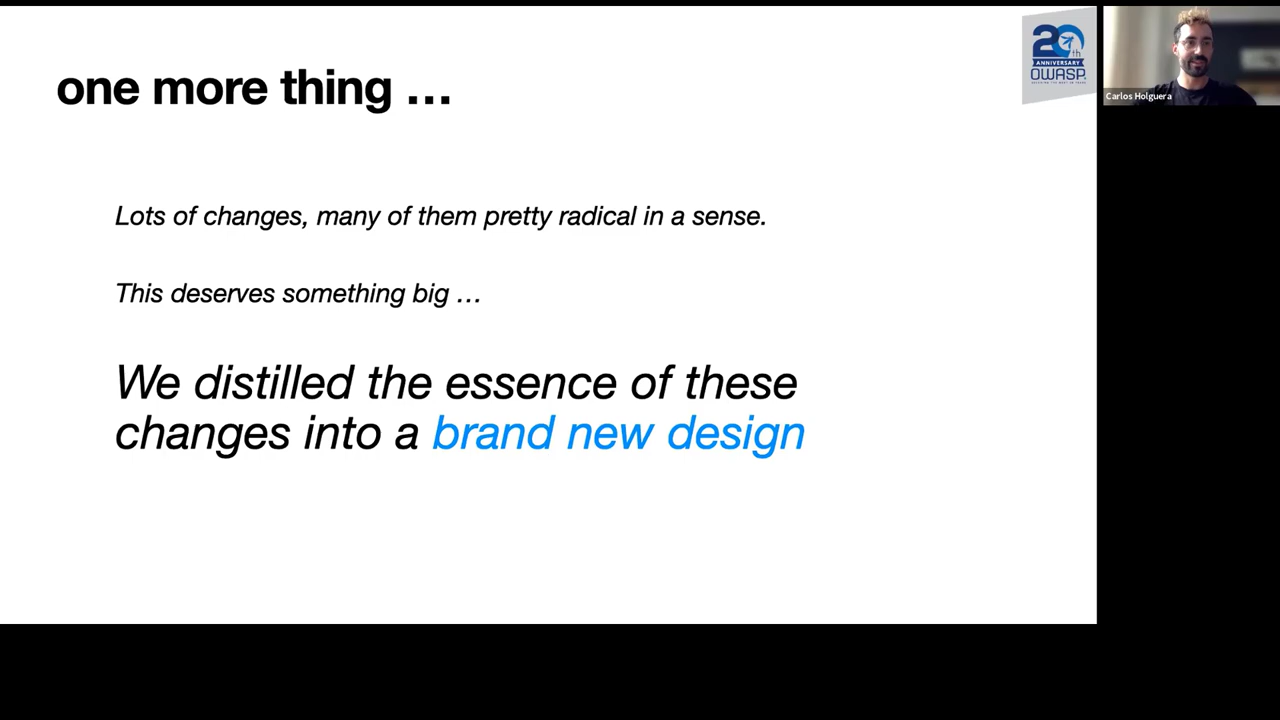 one more thing ...
Lots of changes, many of them pretty radical in a sense.
This deserves something big ...
We distilled the essence of these
changes into a brand new design
20th
ANNIVERSARY
OWASP
Carlos Holguera